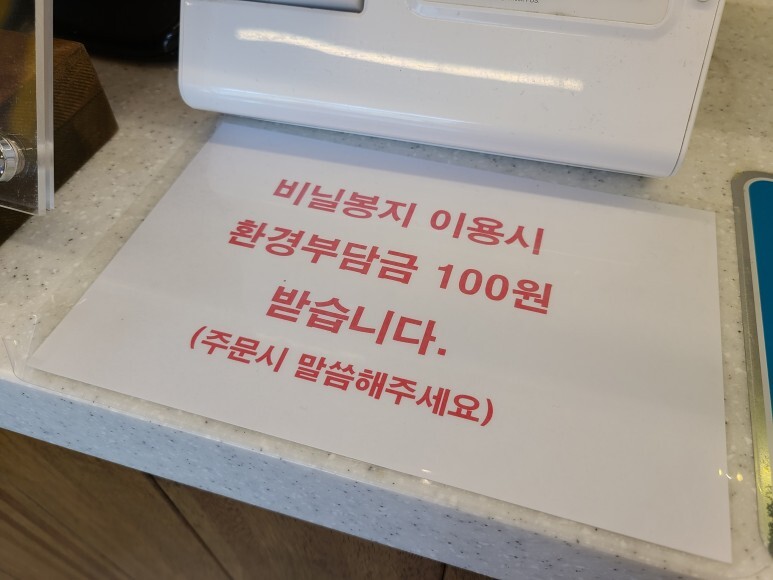 비닐봉지 이용시
환경부담금 100원
받습니다.
(주문시 말씀해주세요)